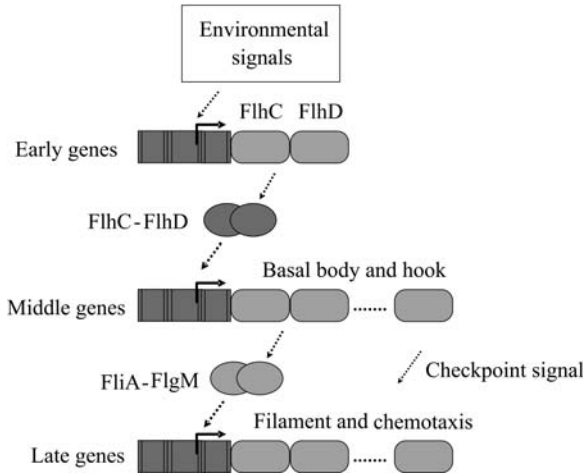 Environmental
signals
FlhC FlhD
Early genes
FlhC-FlhD
Basal body and hook
Middle genes
FliA-FlgM
Checkpoint signal
Filament and chemotaxis
Late genes